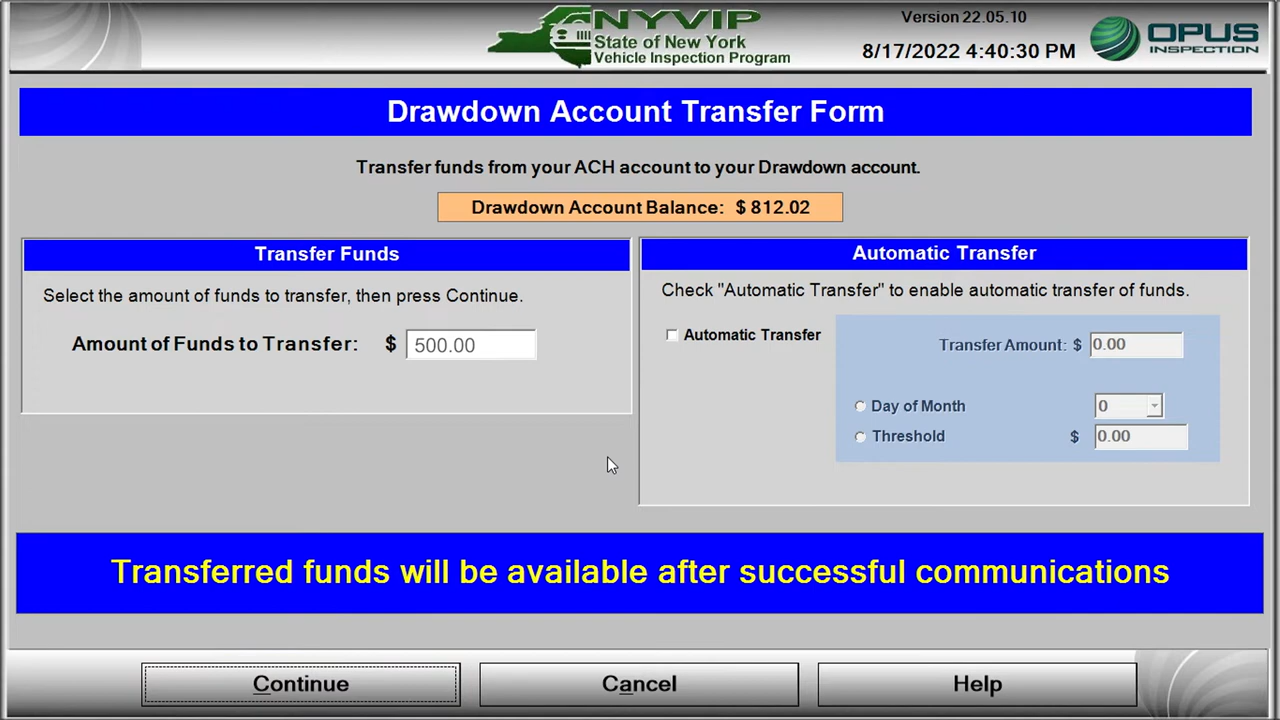 NYVIP
State of New York
Vehicle Inspection Program
Version 22.05.10
8/17/2022 4:40:30 PM
OPUS
INSPECTION
Drawdown Account Transfer Form
Transfer funds from your ACH account to your Drawdown account.
Drawdown Account Balance: $ 812.02
Transfer Funds
Select the amount of funds to transfer, then press Continue.
Amount of Funds to Transfer: $ 500.00
Automatic Transfer
Check "Automatic Transfer" to enable automatic transfer of funds.
Automatic Transfer
Transfer Amount: $ 0.00
Day of Month 0
Threshold $ 0.00
Transferred funds will be available after successful communications
Continue
Cancel
Help